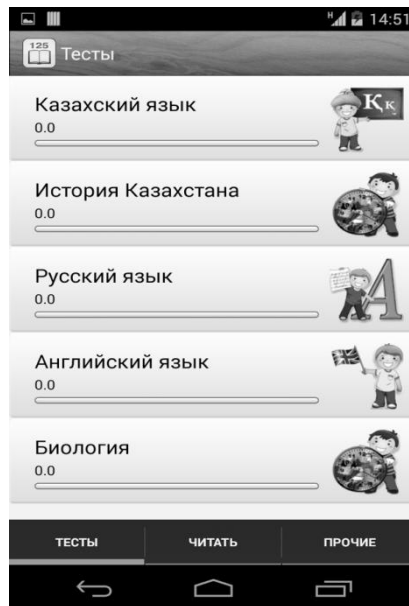 14:51
125
Тесты
Казахский язык
0.0
Ққ
История Казахстана
0.0
Русский язык
0.0
А
Английский язык
0.0
Биология
0.0
ТЕСТЫ
ЧИТАТЬ
ПРОЧИЕ